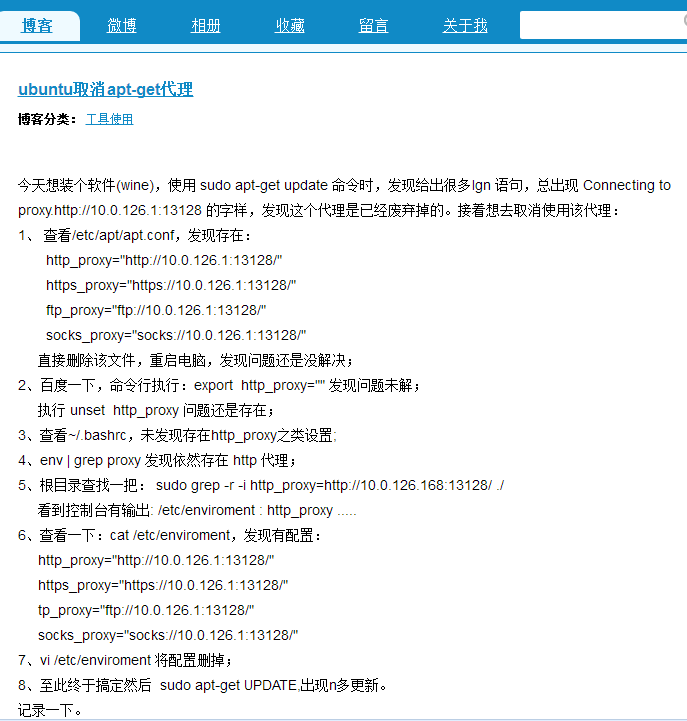 博客 微博 相册 收藏 留言 关于我
ubuntu取消apt-get代理
博客分类： 工具使用
今天想装个软件(wine)，使用 sudo apt-get update 命令时，发现给出很多Ign 语句，总出现 Connecting to
proxy.http://10.0.126.1:13128 的字样，发现这个代理是已经废弃掉的。接着想去取消使用该代理：
1、 查看/etc/apt/apt.conf，发现存在：
http_proxy="http://10.0.126.1:13128/"
https_proxy="https://10.0.126.1:13128/"
ftp_proxy="ftp://10.0.126.1:13128/"
socks_proxy="socks://10.0.126.1:13128/"
直接删除该文件，重启电脑，发现问题还是没解决；
2、百度一下，命令行执行：export http_proxy="" 发现问题未解；
执行 unset http_proxy 问题还是存在；
3、查看~/.bashrc，未发现存在http_proxy之类设置;
4、env | grep proxy 发现依然存在 http 代理；
5、根目录查找一把： sudo grep -r -i http_proxy=http://10.0.126.168:13128/ ./
看到控制台有输出: /etc/enviroment : http_proxy .....
6、查看一下：cat /etc/enviroment，发现有配置：
http_proxy="http://10.0.126.1:13128/"
https_proxy="https://10.0.126.1:13128/"
tp_proxy="ftp://10.0.126.1:13128/"
socks_proxy="socks://10.0.126.1:13128/"
7、vi /etc/enviroment 将配置删掉；
8、至此终于搞定然后 sudo apt-get UPDATE,出现n多更新。
记录一下。